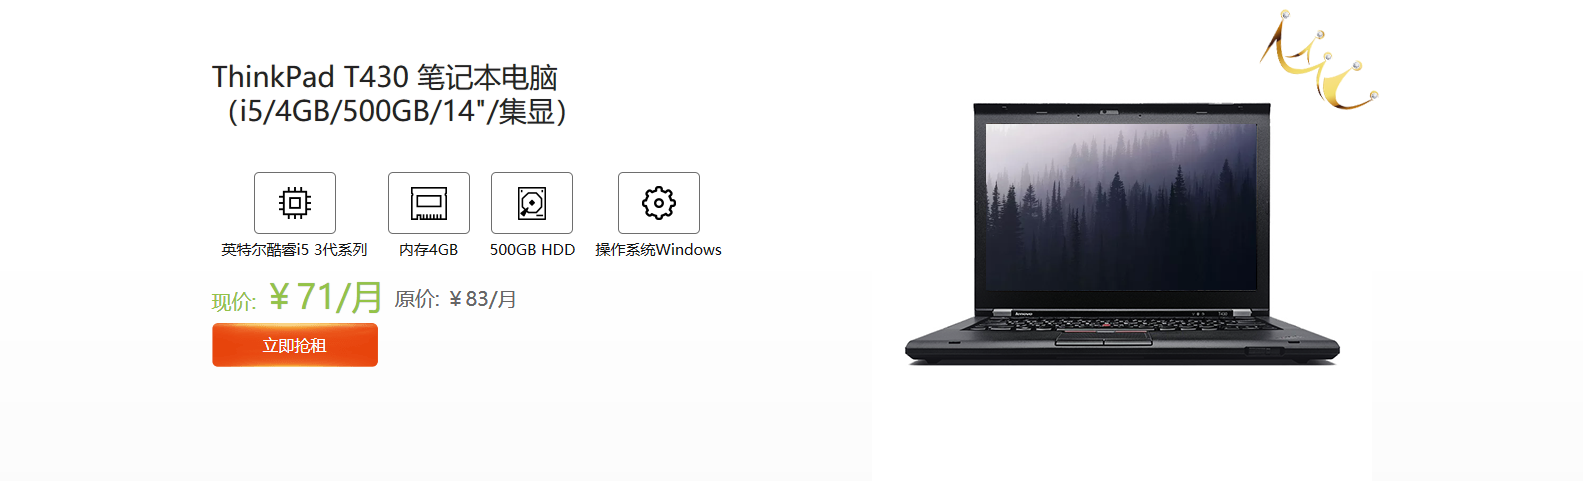 ThinkPad T430 笔记本电脑
（i5/4GB/500GB/14"/集显）
英特尔酷睿i5 3代系列
内存4GB
500GB HDD
操作系统Windows
现价: ￥71/月 原价: ￥83/月
立即抢租
lenovo
T430